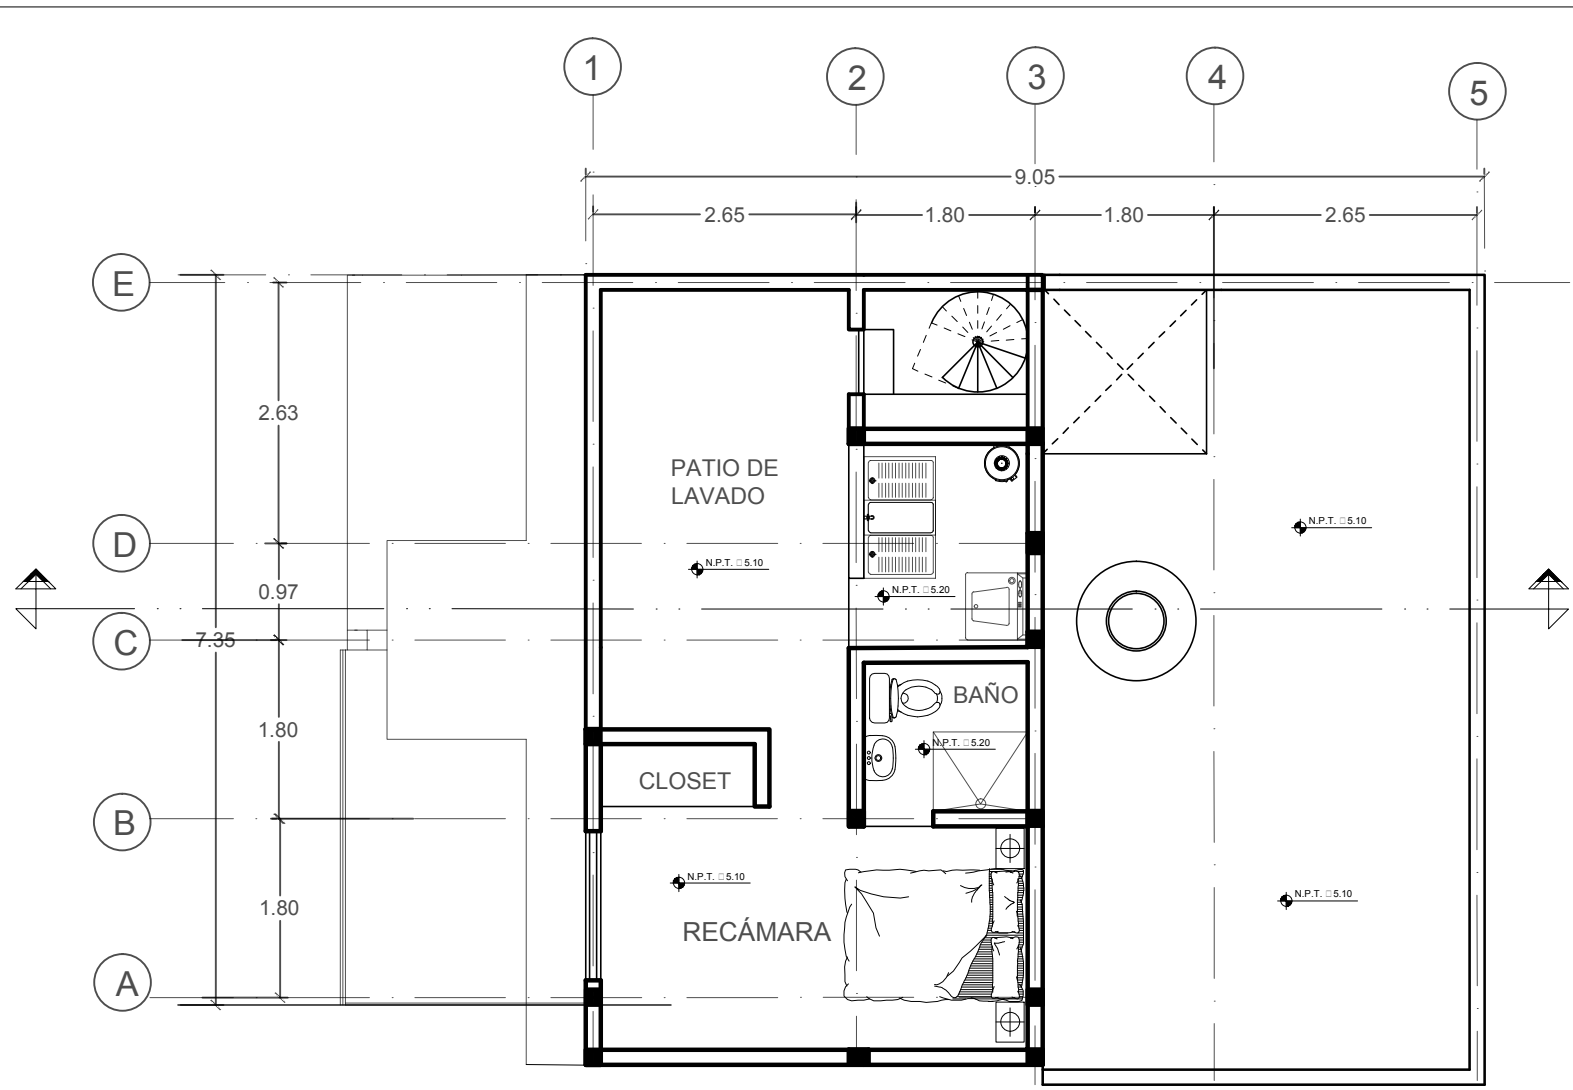 1
2
3
4
5
9.05
2.65
1.80
1.80
2.65
E
2.63
PATIO DE
LAVADO
D
N.P.T. □5.10
N.P.T. □5.10
0.97
N.P.T. □5.20
C
7.35
BAÑO
1.80
N.P.T. □5.20
CLOSET
B
N.P.T. □5.10
N.P.T. □5.10
1.80
RECÁMARA
A